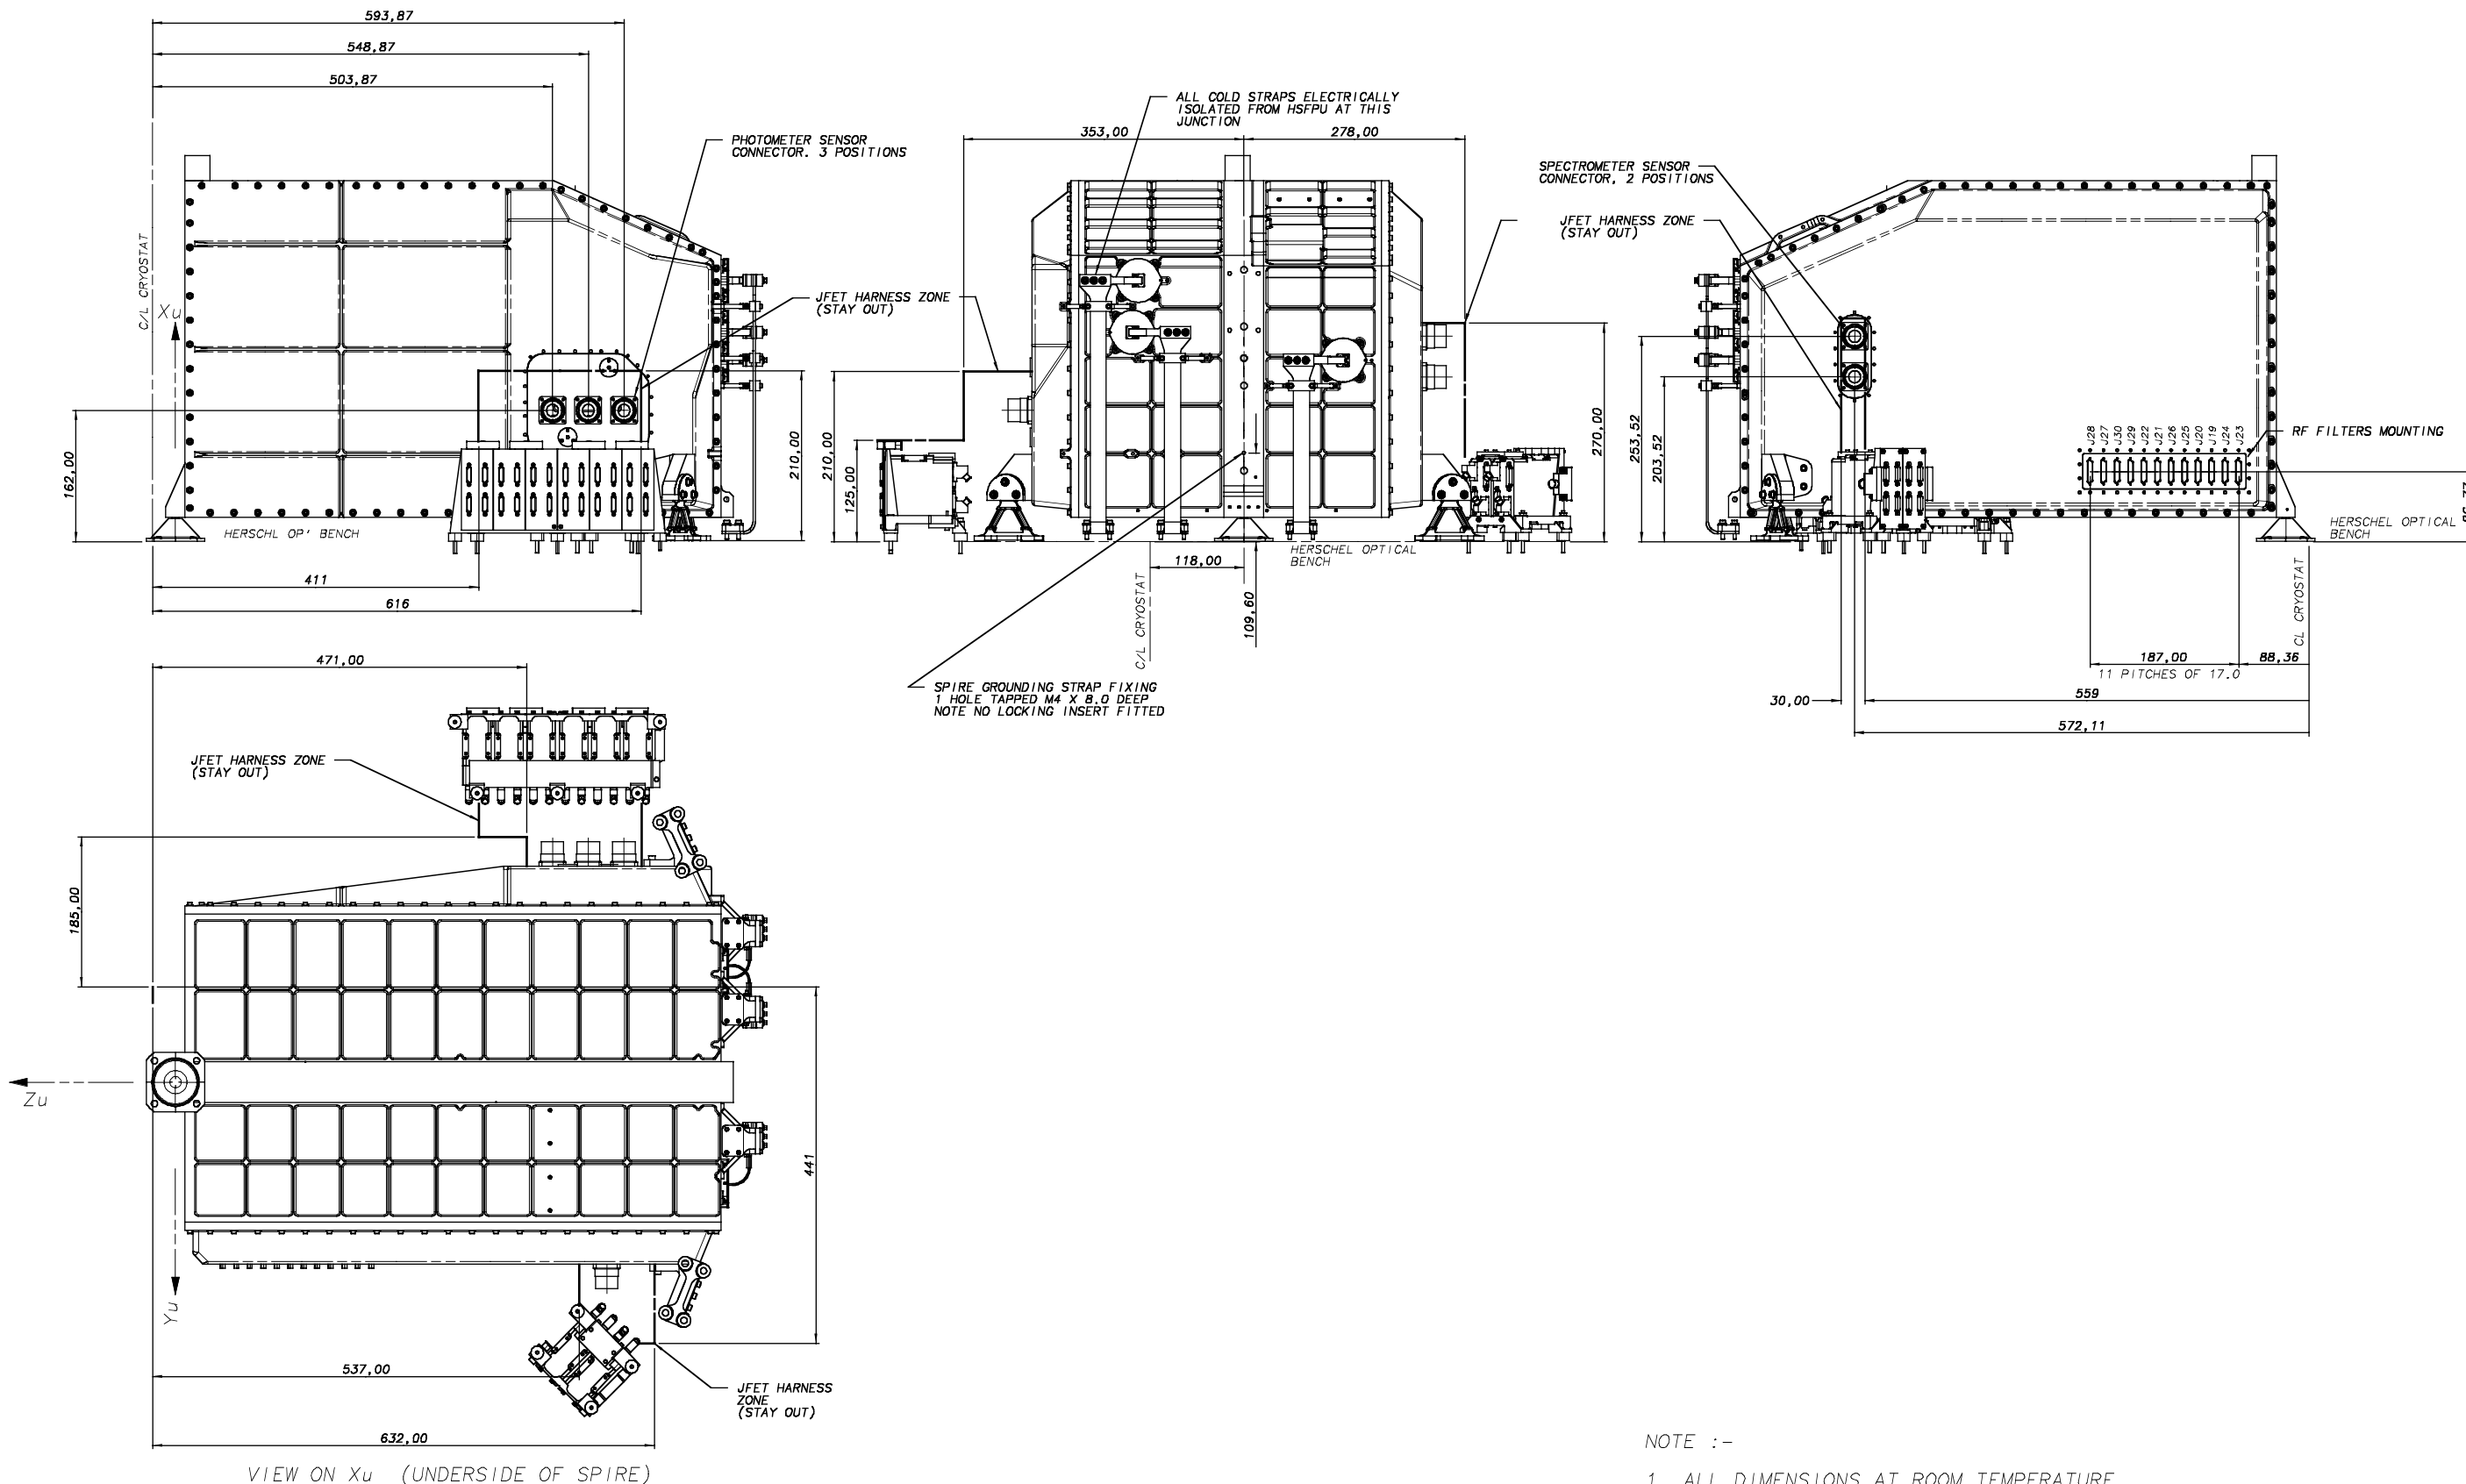 593,87
548,87
503,87
PHOTOMETER SENSOR
CONNECTOR. 3 POSITIONS
C/L CRYOSTAT
Xu
JFET HARNESS ZONE
(STAY OUT)
162,00
210,00
HERSCHL OP' BENCH
411
616
ALL COLD STRAPS ELECTRICALLY
ISOLATED FROM HSFPU AT THIS
JUNCTION
353,00
278,00
JFET HARNESS ZONE
(STAY OUT)
210,00
125,00
270,00
HERSCHEL OPTICAL
BENCH
118,00
C/L CRYOSTAT
109,60
SPIRE GROUNDING STRAP FIXING
1 HOLE TAPPED M4 X 8.0 DEEP
NOTE NO LOCKING INSERT FITTED
SPECTROMETER SENSOR
CONNECTOR, 2 POSITIONS
253,52
203,52
J28
J27
J30
J29
J22
J21
J26
J25
J20
J19
J24
J23
RF FILTERS MOUNTING
HERSCHEL OPTICAL
BENCH
CL CRYOSTAT
187,00
88,36
11 PITCHES OF 17.0
30,00
559
572,11
471,00
JFET HARNESS ZONE
(STAY OUT)
185,00
Zu
Yu
441
537,00
JFET HARNESS
ZONE
(STAY OUT)
632,00
VIEW ON Xu (UNDERSIDE OF SPIRE)
NOTE :-
1 ALL DIMENSIONS AT ROOM TEMPERATURE